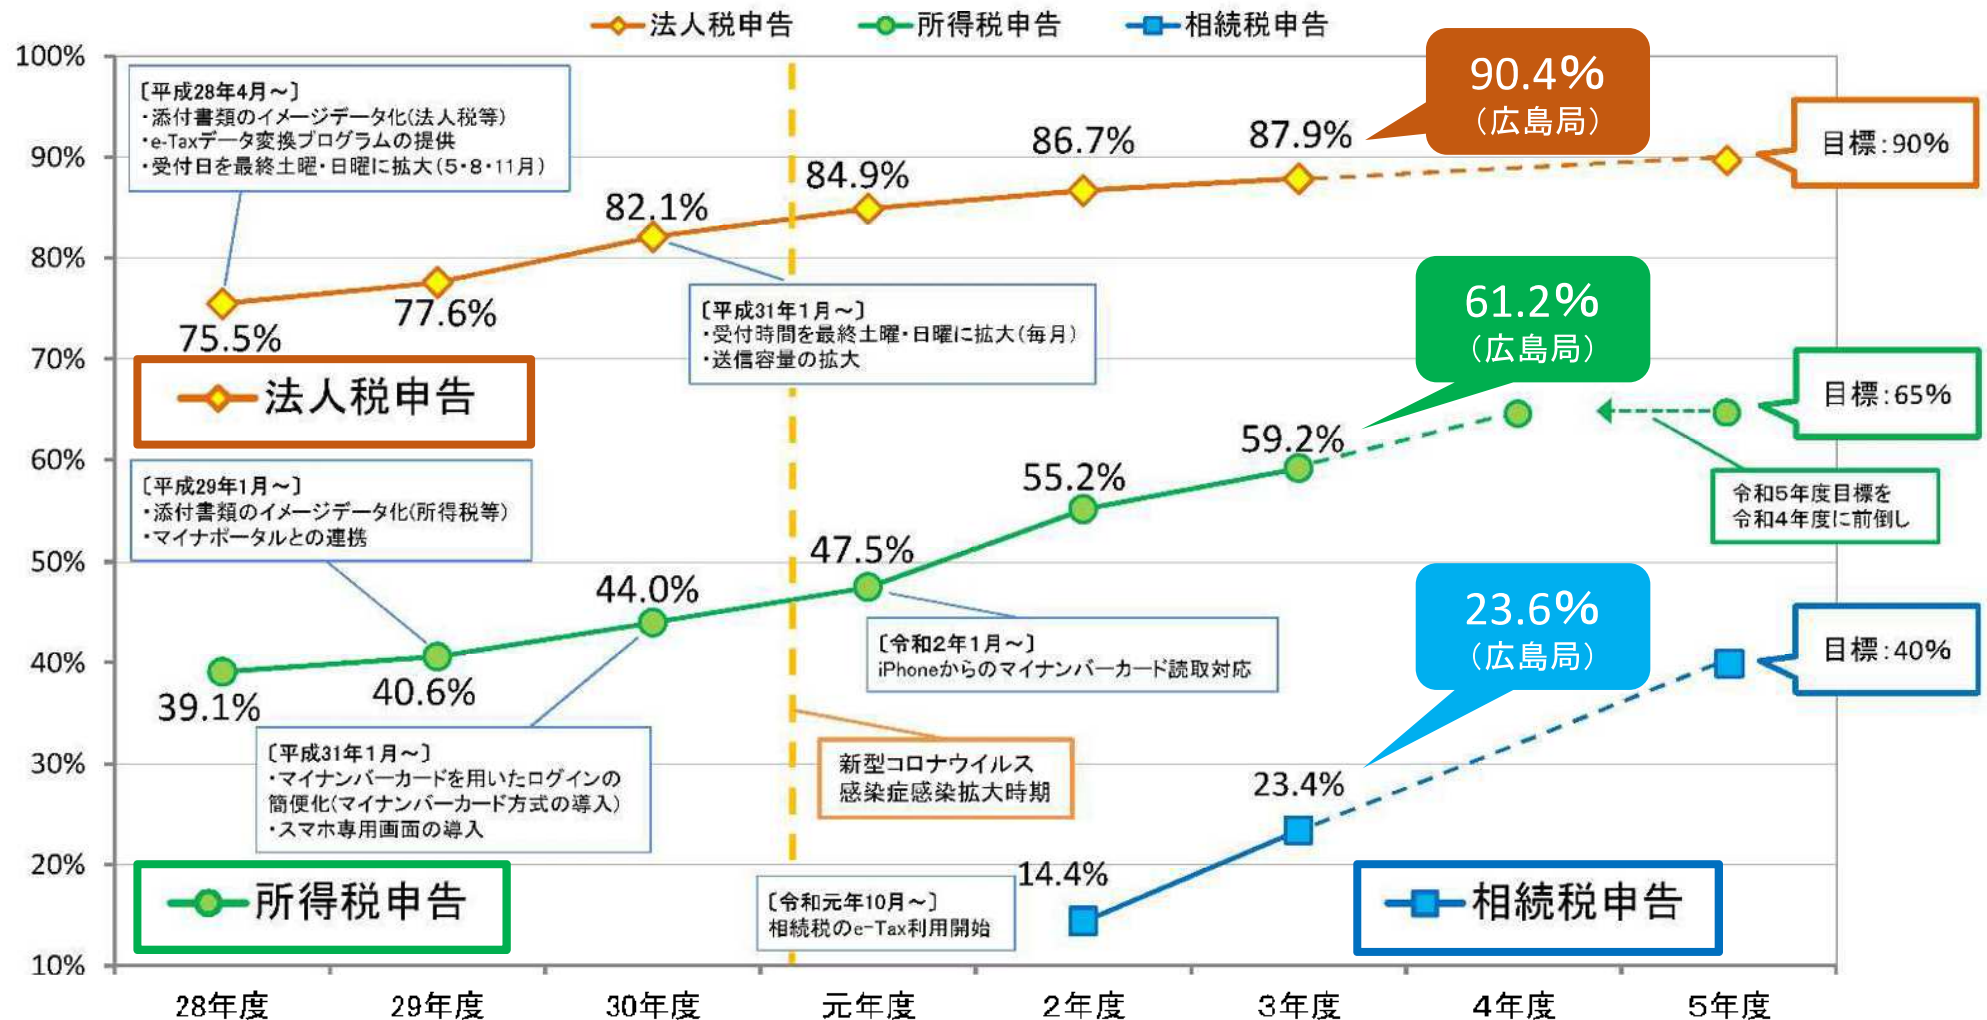 法人税申告
所得税申告
相続税申告
100%
90%
80%
70%
60%
50%
40%
30%
20%
10%
〔平成28年4月～〕
・添付書類のイメージデータ化(法人税等)
・e-Taxデータ変換プログラムの提供
・受付日を最終土曜・日曜に拡大(5・8・11月)
75.5%
77.6%
82.1%
84.9%
86.7%
87.9%
90.4%
（広島局）
目標：90%
〔平成31年1月～〕
・受付時間を最終土曜・日曜に拡大(毎月)
・送信容量の拡大
法人税申告
61.2%
（広島局）
目標：65%
令和5年度目標を
令和4年度に前倒し
〔平成29年1月～〕
・添付書類のイメージデータ化(所得税等)
・マイナポータルとの連携
39.1%
40.6%
44.0%
47.5%
55.2%
59.2%
〔令和2年1月～〕
iPhoneからのマイナンバーカード読取対応
〔平成31年1月～〕
・マイナンバーカードを用いたログインの
簡便化(マイナンバーカード方式の導入)
・スマホ専用画面の導入
新型コロナウイルス
感染症感染拡大時期
23.6%
（広島局）
目標：40%
所得税申告
〔令和元年10月～〕
相続税のe-Tax利用開始
14.4%
23.4%
相続税申告
28年度
29年度
30年度
元年度
2年度
3年度
4年度
5年度